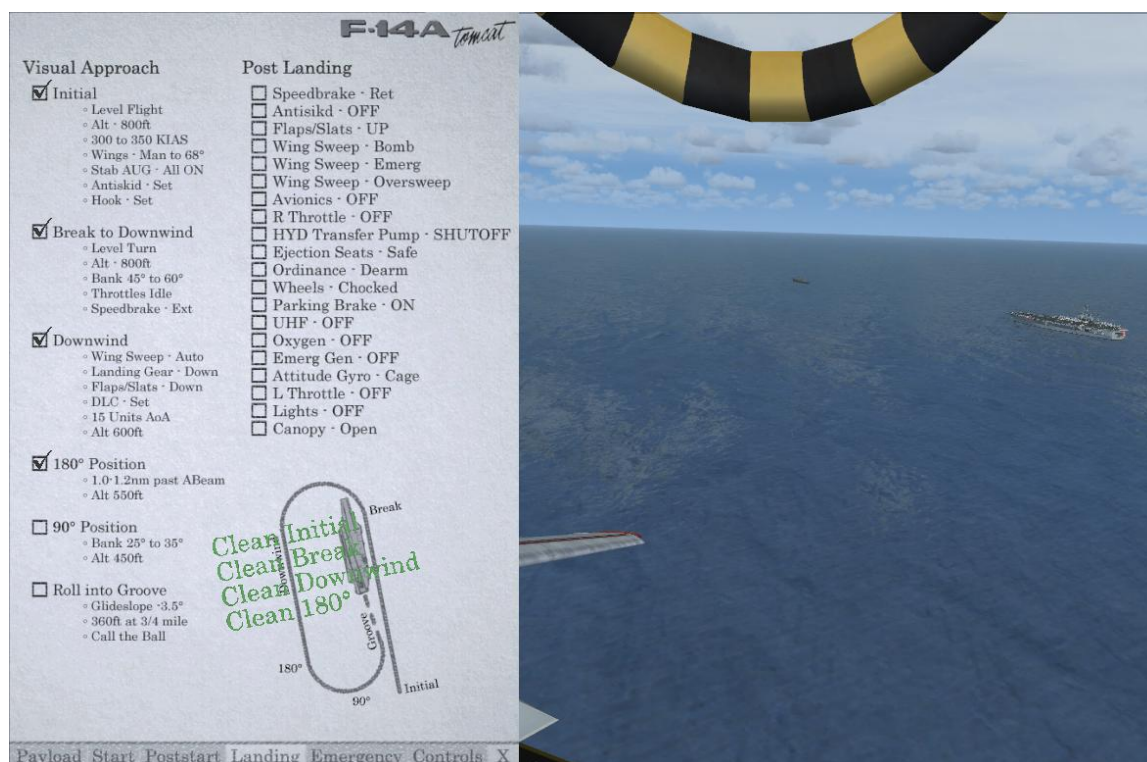 F-14A tomcat
Visual Approach
Initial
◦ Level Flight
◦ Alt - 800ft
◦ 300 to 350 KIAS
◦ Wings - Man to 68°
◦ Stab AUG - All ON
◦ Antiskid - Set
◦ Hook - Set
Break to Downwind
◦ Level Turn
◦ Alt - 800ft
◦ Bank 45° to 60°
◦ Throttles Idle
◦ Speedbrake - Ext
Downwind
◦ Wing Sweep - Auto
◦ Landing Gear - Down
◦ Flaps/Slats - Down
◦ DLC - Set
◦ 15 Units AoA
◦ Alt 600ft
180° Position
◦ 1.0-1.2nm past ABeam
◦ Alt 550ft
90° Position
◦ Bank 25° to 35°
◦ Alt 450ft
Roll into Groove
◦ Glideslope -3.5°
◦ 360ft at 3/4 mile
◦ Call the Ball
Post Landing
Speedbrake - Ret
Antisikd - OFF
Flaps/Slats - UP
Wing Sweep - Bomb
Wing Sweep - Emerg
Wing Sweep - Oversweep
Avionics - OFF
R Throttle - OFF
HYD Transfer Pump - SHUTOFF
Ejection Seats - Safe
Ordinance - Dearm
Wheels - Chocked
Parking Brake - ON
UHF - OFF
Oxygen - OFF
Emerg Gen - OFF
Attitude Gyro - Cage
L Throttle - OFF
Lights - OFF
Canopy - Open
Break
Clean Initial
Clean Break
Clean Downwind
Clean 180°
Downwind
Groove
180°
90°
Initial
Payload Start Poststart Landing Emergency Controls X